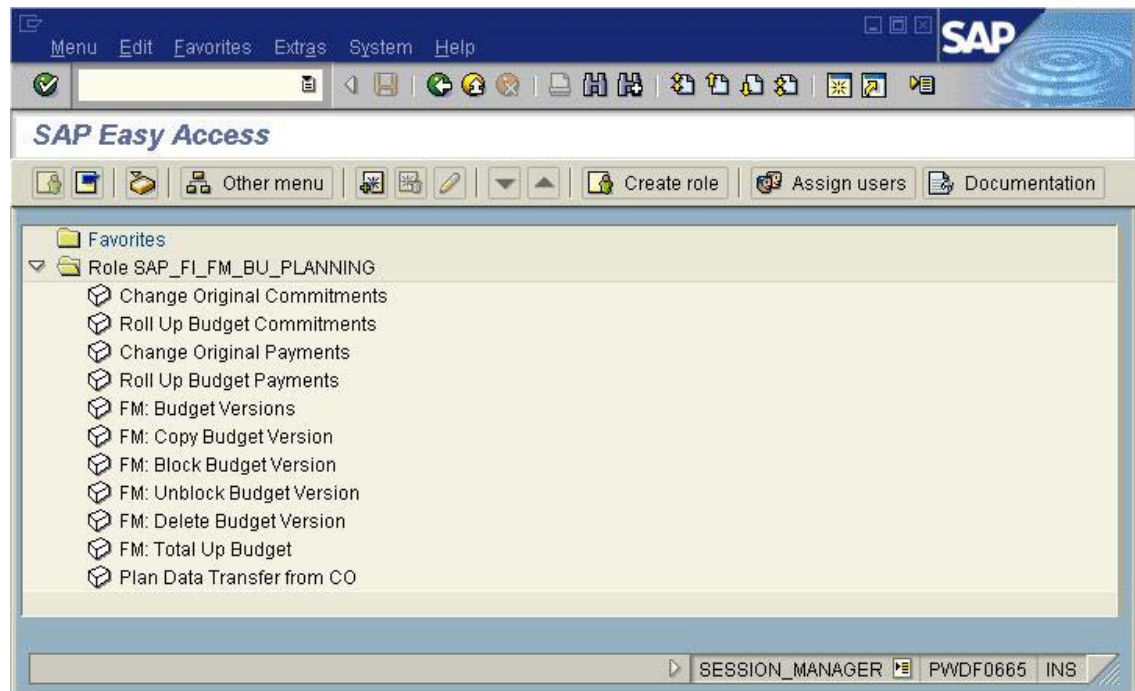 Menu Edit Favorites Extras System Help
SAP
SAP Easy Access
Other menu Create role Assign users Documentation
Favorites
Role SAP_FI_FM_BU_PLANNING
Change Original Commitments
Roll Up Budget Commitments
Change Original Payments
Roll Up Budget Payments
FM: Budget Versions
FM: Copy Budget Version
FM: Block Budget Version
FM: Unblock Budget Version
FM: Delete Budget Version
FM: Total Up Budget
Plan Data Transfer from CO
SESSION_MANAGER PWDF0665 INS